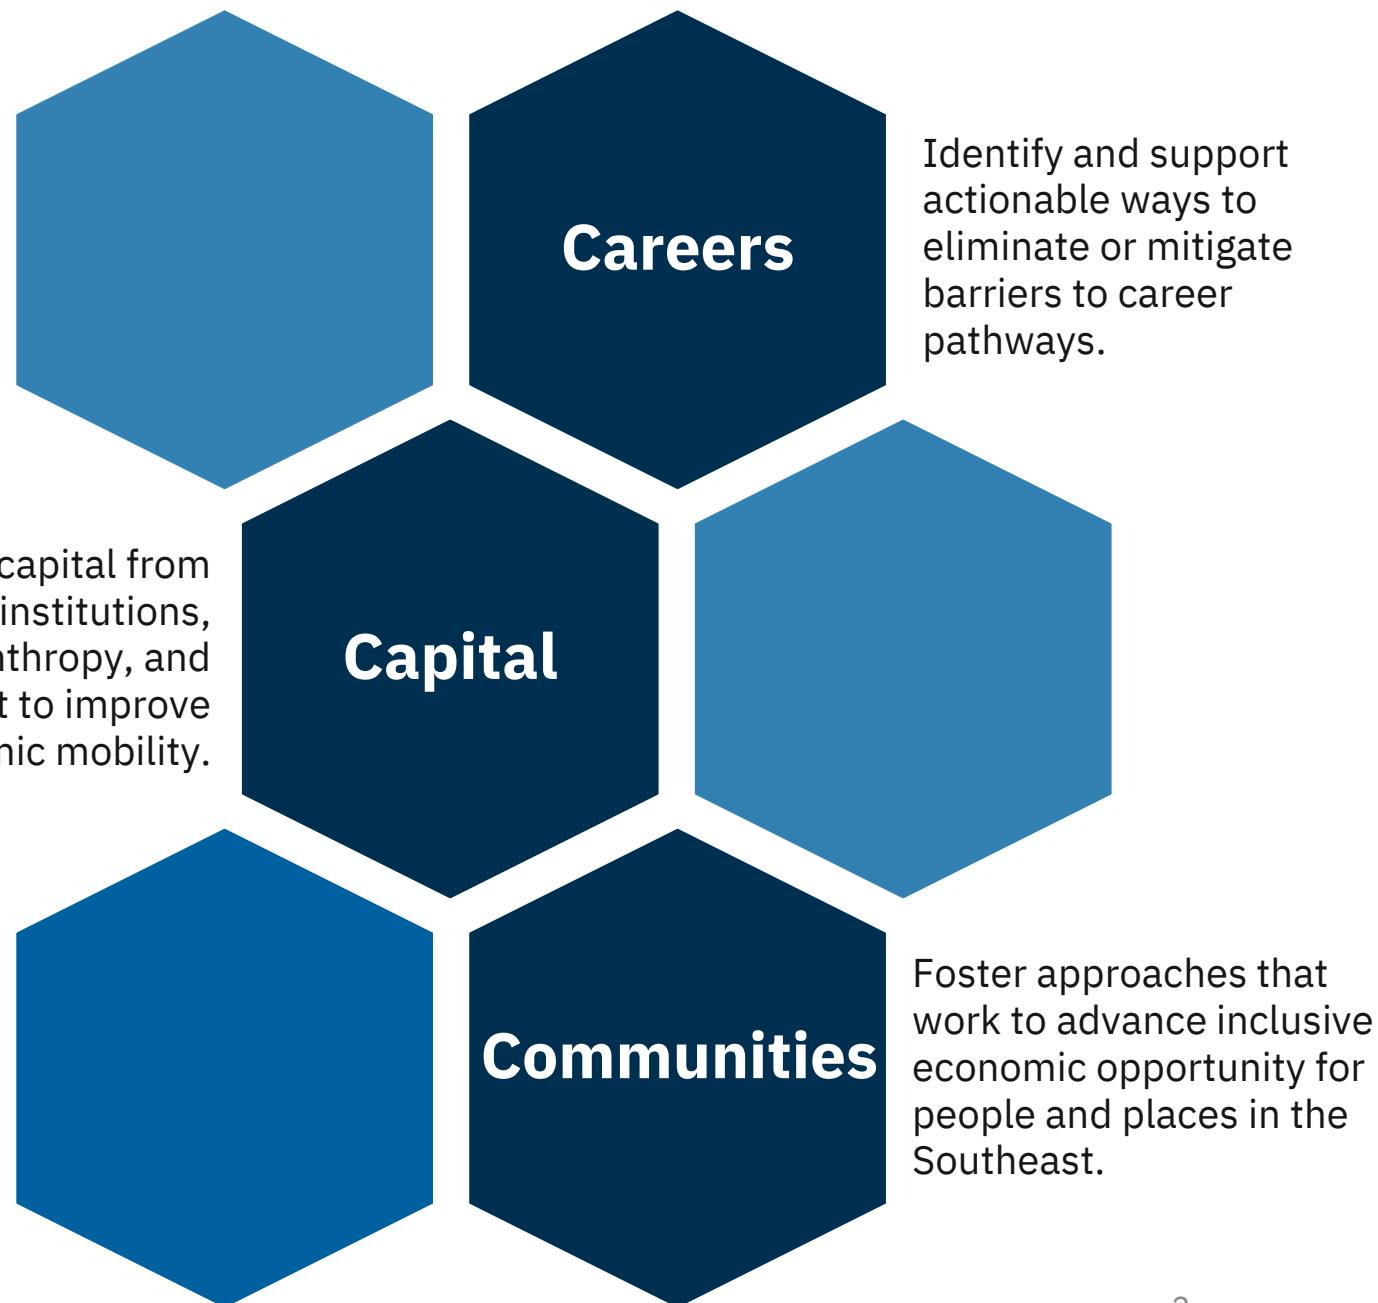 Careers
Identify and support
actionable ways to
eliminate or mitigate
barriers to career
pathways.
capital from
institutions,
and
to improve
mobility.
Capital
Communities
Foster approaches that
work to advance inclusive
economic opportunity for
people and places in the
Southeast.